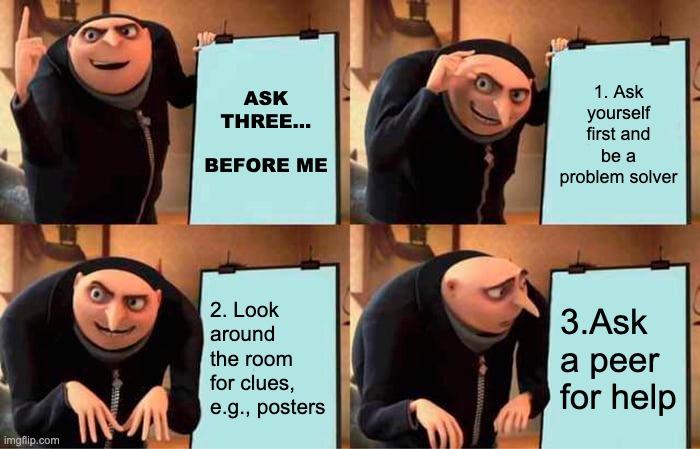 ASK
THREE...
BEFORE ME
1. Ask
yourself
first and
be a
problem solver
2. Look
around
the room
for clues,
e.g., posters
3.Ask
a peer
for help
imgflip.com